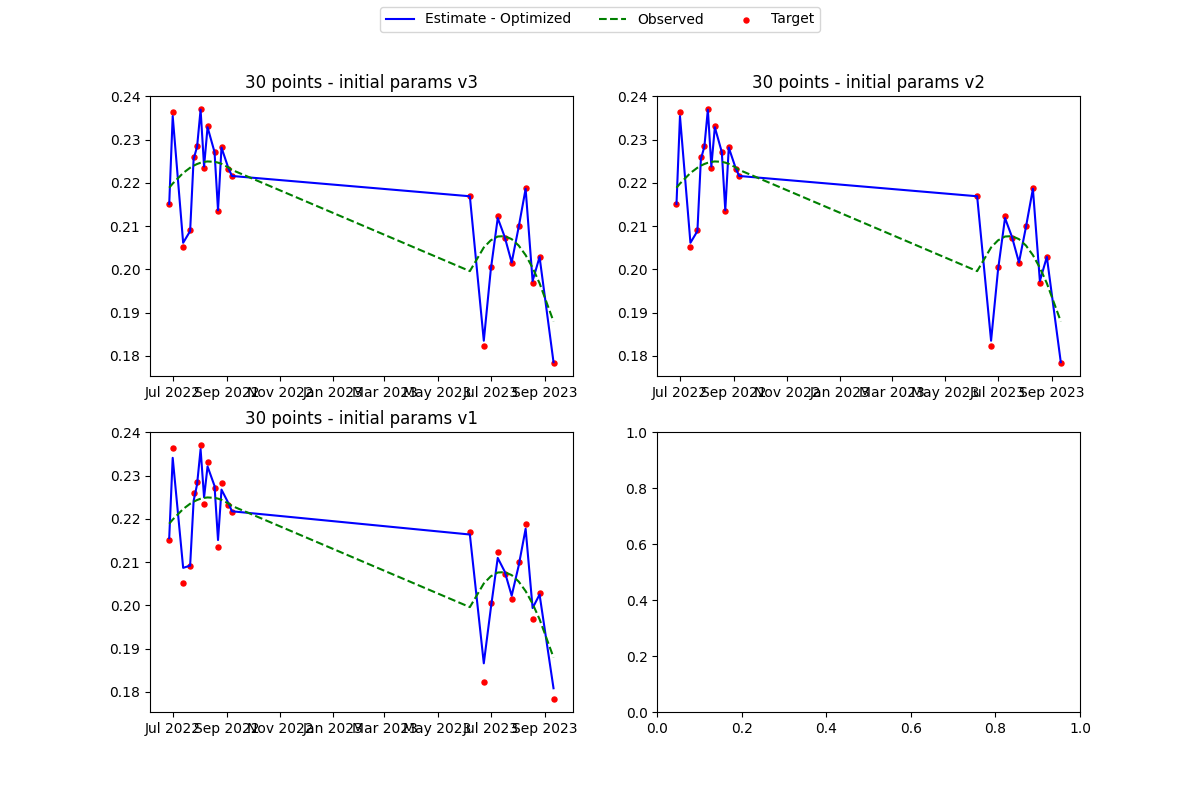 Estimate - Optimized Observed Target
30 points - initial params v3 30 points - initial params v2
0.24 0.24
0.23 0.23
0.22 0.22
0.21 0.21
0.20 0.20
0.19 0.19
0.18 0.18
Jul 2022 Sep 2022 Nov 2022 Jan 2023 Mar 2023 May 2023 Jul 2023 Sep 2023 Jul 2022 Sep 2022 Nov 2022 Jan 2023 Mar 2023 May 2023 Jul 2023 Sep 2023
30 points - initial params v1
0.24 1.0
0.23 0.8
0.22 0.6
0.21
0.20 0.4
0.19 0.2
0.18 0.0
Jul 2022 Sep 2022 Nov 2022 Jan 2023 Mar 2023 May 2023 Jul 2023 Sep 2023 0.0 0.2 0.4 0.6 0.8 1.0